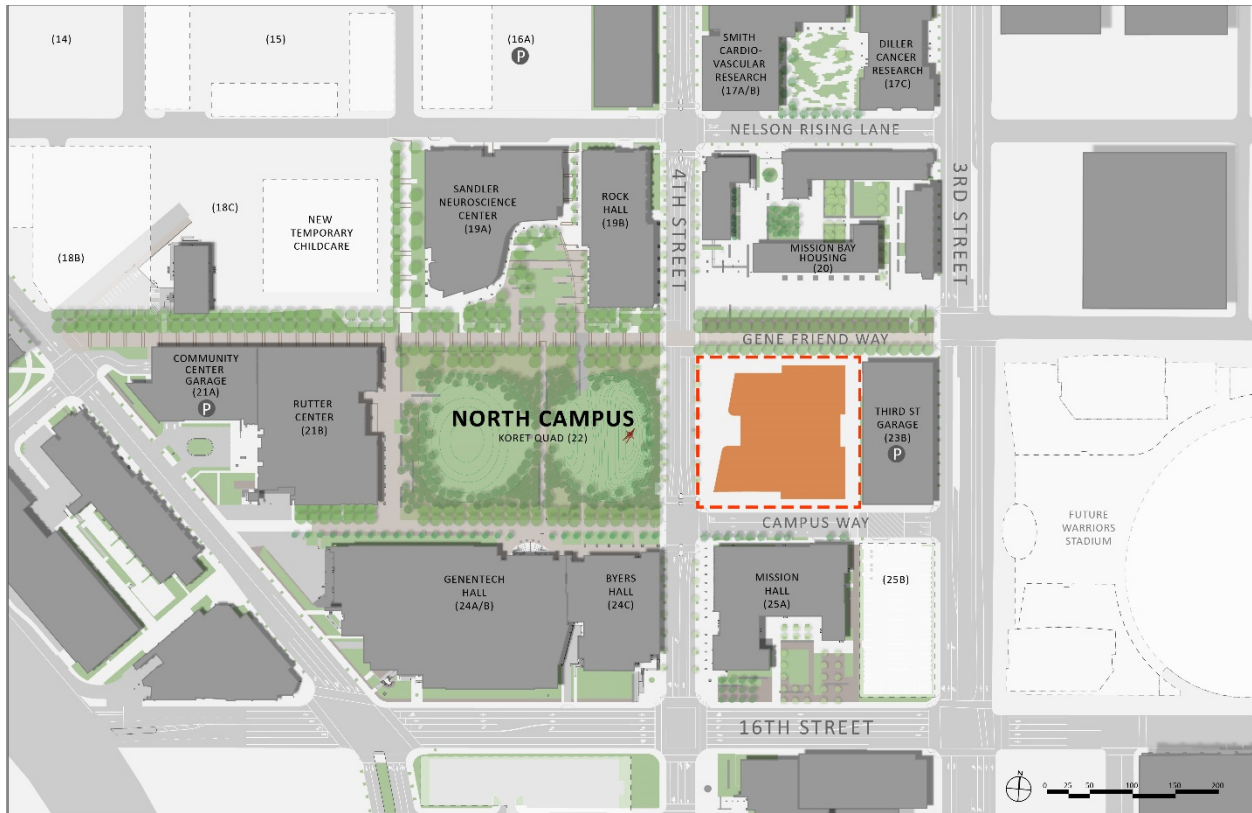 (14)
(15)
(16A)
P
SMITH
CARDIO-
VASCULAR
RESEARCH
(17A/B)
DILLER
CANCER
RESEARCH
(17C)
NELSON RISING LANE
4TH STREET
3RD STREET
(18B)
(18C)
NEW
TEMPORARY
CHILDCARE
SANDLER
NEUROSCIENCE
CENTER
(19A)
ROCK
HALL
(19B)
MISSION BAY
HOUSING
(20)
GENE FRIEND WAY
COMMUNITY
CENTER
GARAGE
(21A)
P
RUTTER
CENTER
(21B)
NORTH CAMPUS
KORET QUAD (22)
THIRD ST
GARAGE
(23B)
P
CAMPUS WAY
FUTURE
WARRIORS
STADIUM
GENENTECH
HALL
(24A/B)
BYERS
HALL
(24C)
MISSION
HALL
(25A)
(25B)
16TH STREET
N
0 25 50 100 150 200